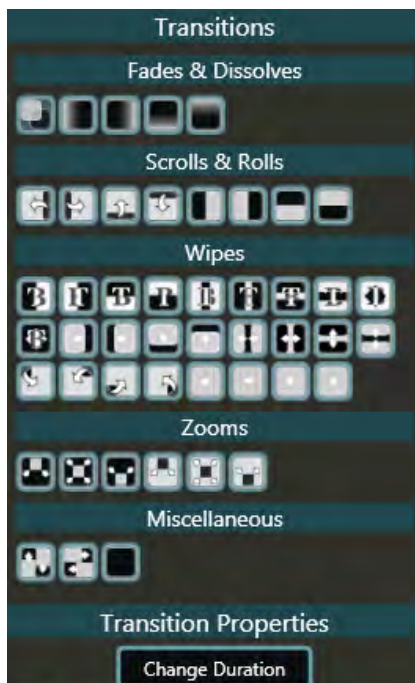 Transitions
Fades & Dissolves
Scrolls & Rolls
Wipes
Zooms
Miscellaneous
Transition Properties
Change Duration